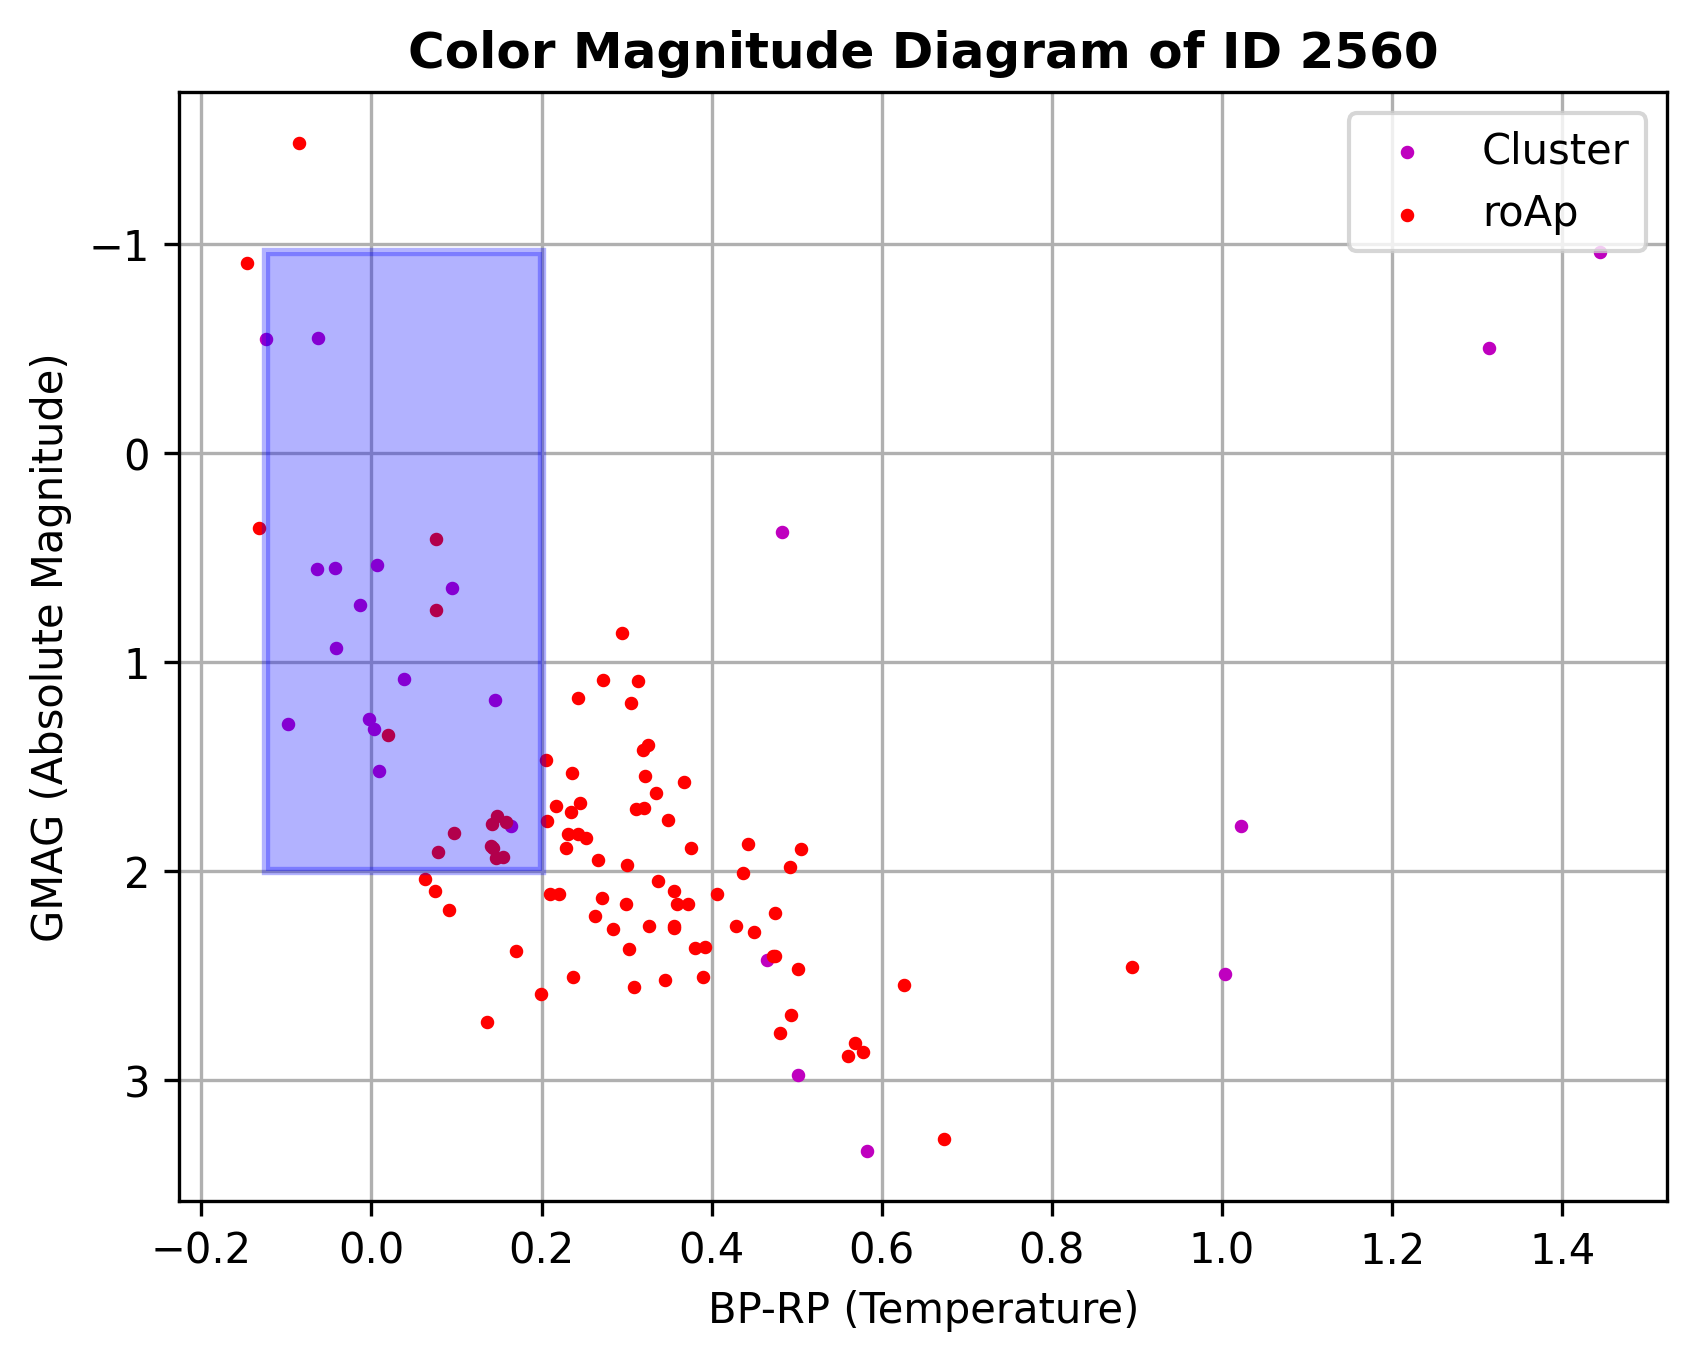 Color Magnitude Diagram of ID 2560
Cluster
roAp
−1
0
1
2
3
GMAG (Absolute Magnitude)
−0.2
0.0
0.2
0.4
0.6
0.8
1.0
1.2
1.4
BP-RP (Temperature)